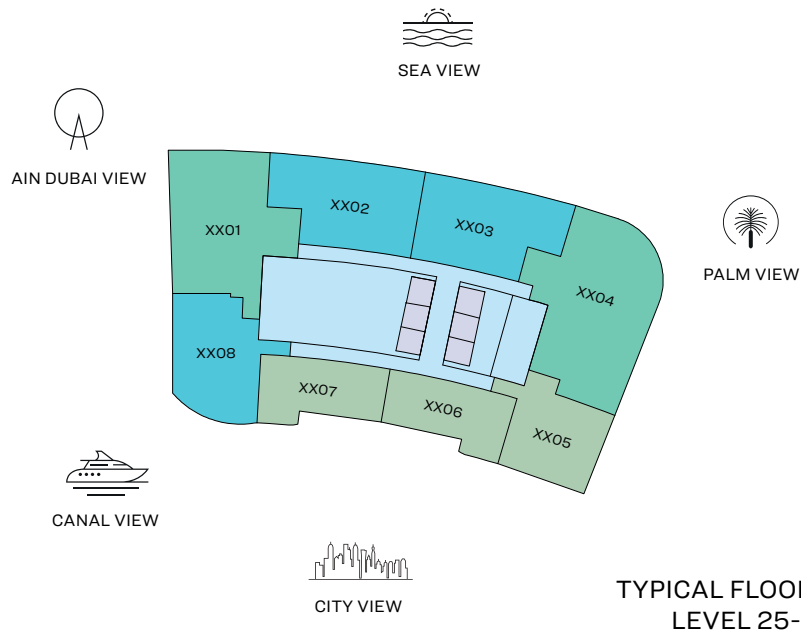 SEA VIEW
AIN DUBAI VIEW
XX02
XX01
XX03
PALM VIEW
XX04
XX08
XX07
XX06
XX05
CANAL VIEW
CITY VIEW
TYPICAL FLOOR
LEVEL 25-